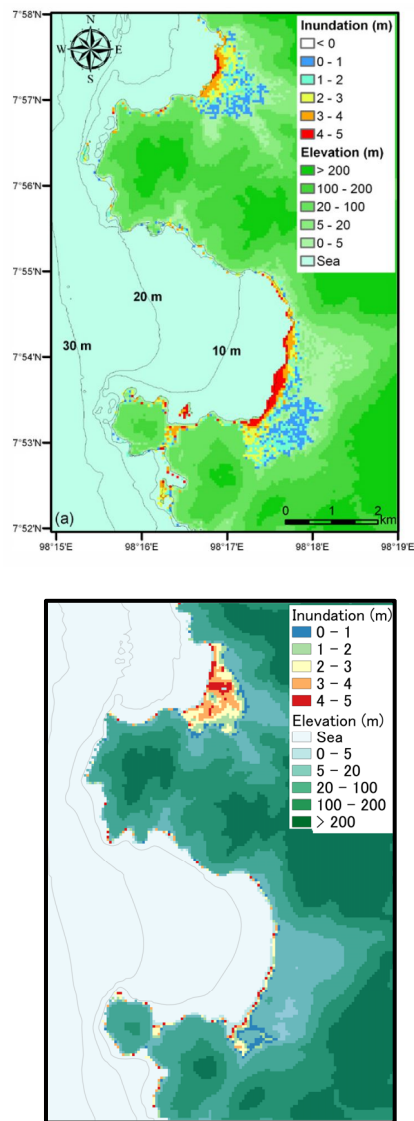 7°58'N
7°57'N
7°56'N
7°55'N
7°54'N
7°53'N
7°52'N
N
W E
S
Inundation (m)
< 0
0 - 1
1 - 2
2 - 3
3 - 4
4 - 5
Elevation (m)
> 200
100 - 200
20 - 100
5 - 20
0 - 5
Sea
20 m
10 m
30 m
(a)
0 1 2
km
98°15'E 98°16'E 98°17'E 98°18'E 98°19'E
Inundation (m)
0 - 1
1 - 2
2 - 3
3 - 4
4 - 5
Elevation (m)
Sea
0 - 5
5 - 20
20 - 100
100 - 200
> 200